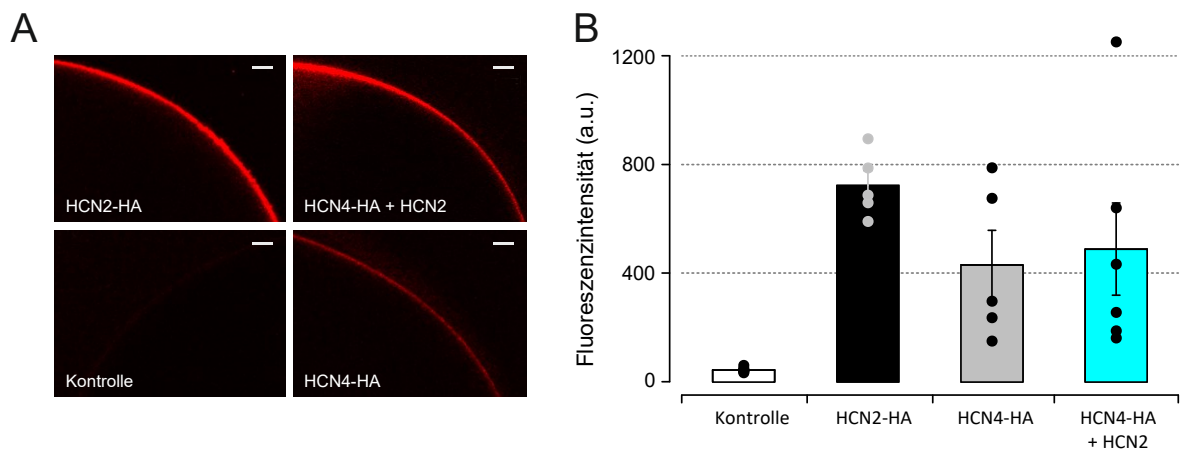 A
HCN2-HA
HCN4-HA + HCN2
Kontrolle
HCN4-HA
B
Fluoreszenzintensität (a.u.)
1200
800
400
0
Kontrolle
HCN2-HA
HCN4-HA
HCN4-HA
+ HCN2